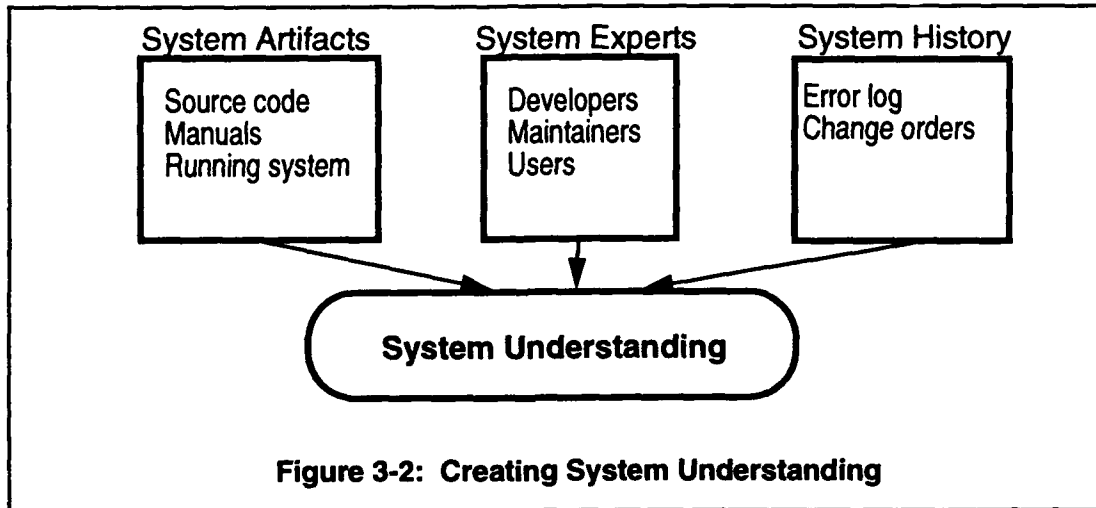 System Artifacts
Source code
Manuals
Running system
System Experts
Developers
Maintainers
Users
System History
Error log
Change orders
System Understanding
Figure 3-2: Creating System Understanding